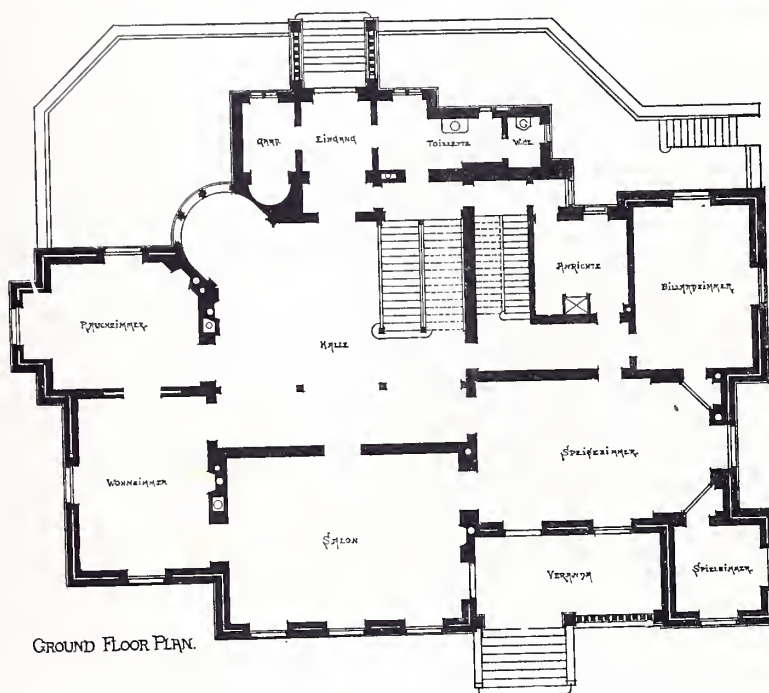 GARD.
EINGANG
TOILETTE
W.C.
ANRICHTE
BILLARDZIMMER
RAUCHZIMMER
HALLE
SPEISEZIMMER
WOHNZIMMER
SALON
VERANDA
SPIELZIMMER
GROUND FLOOR PLAN.